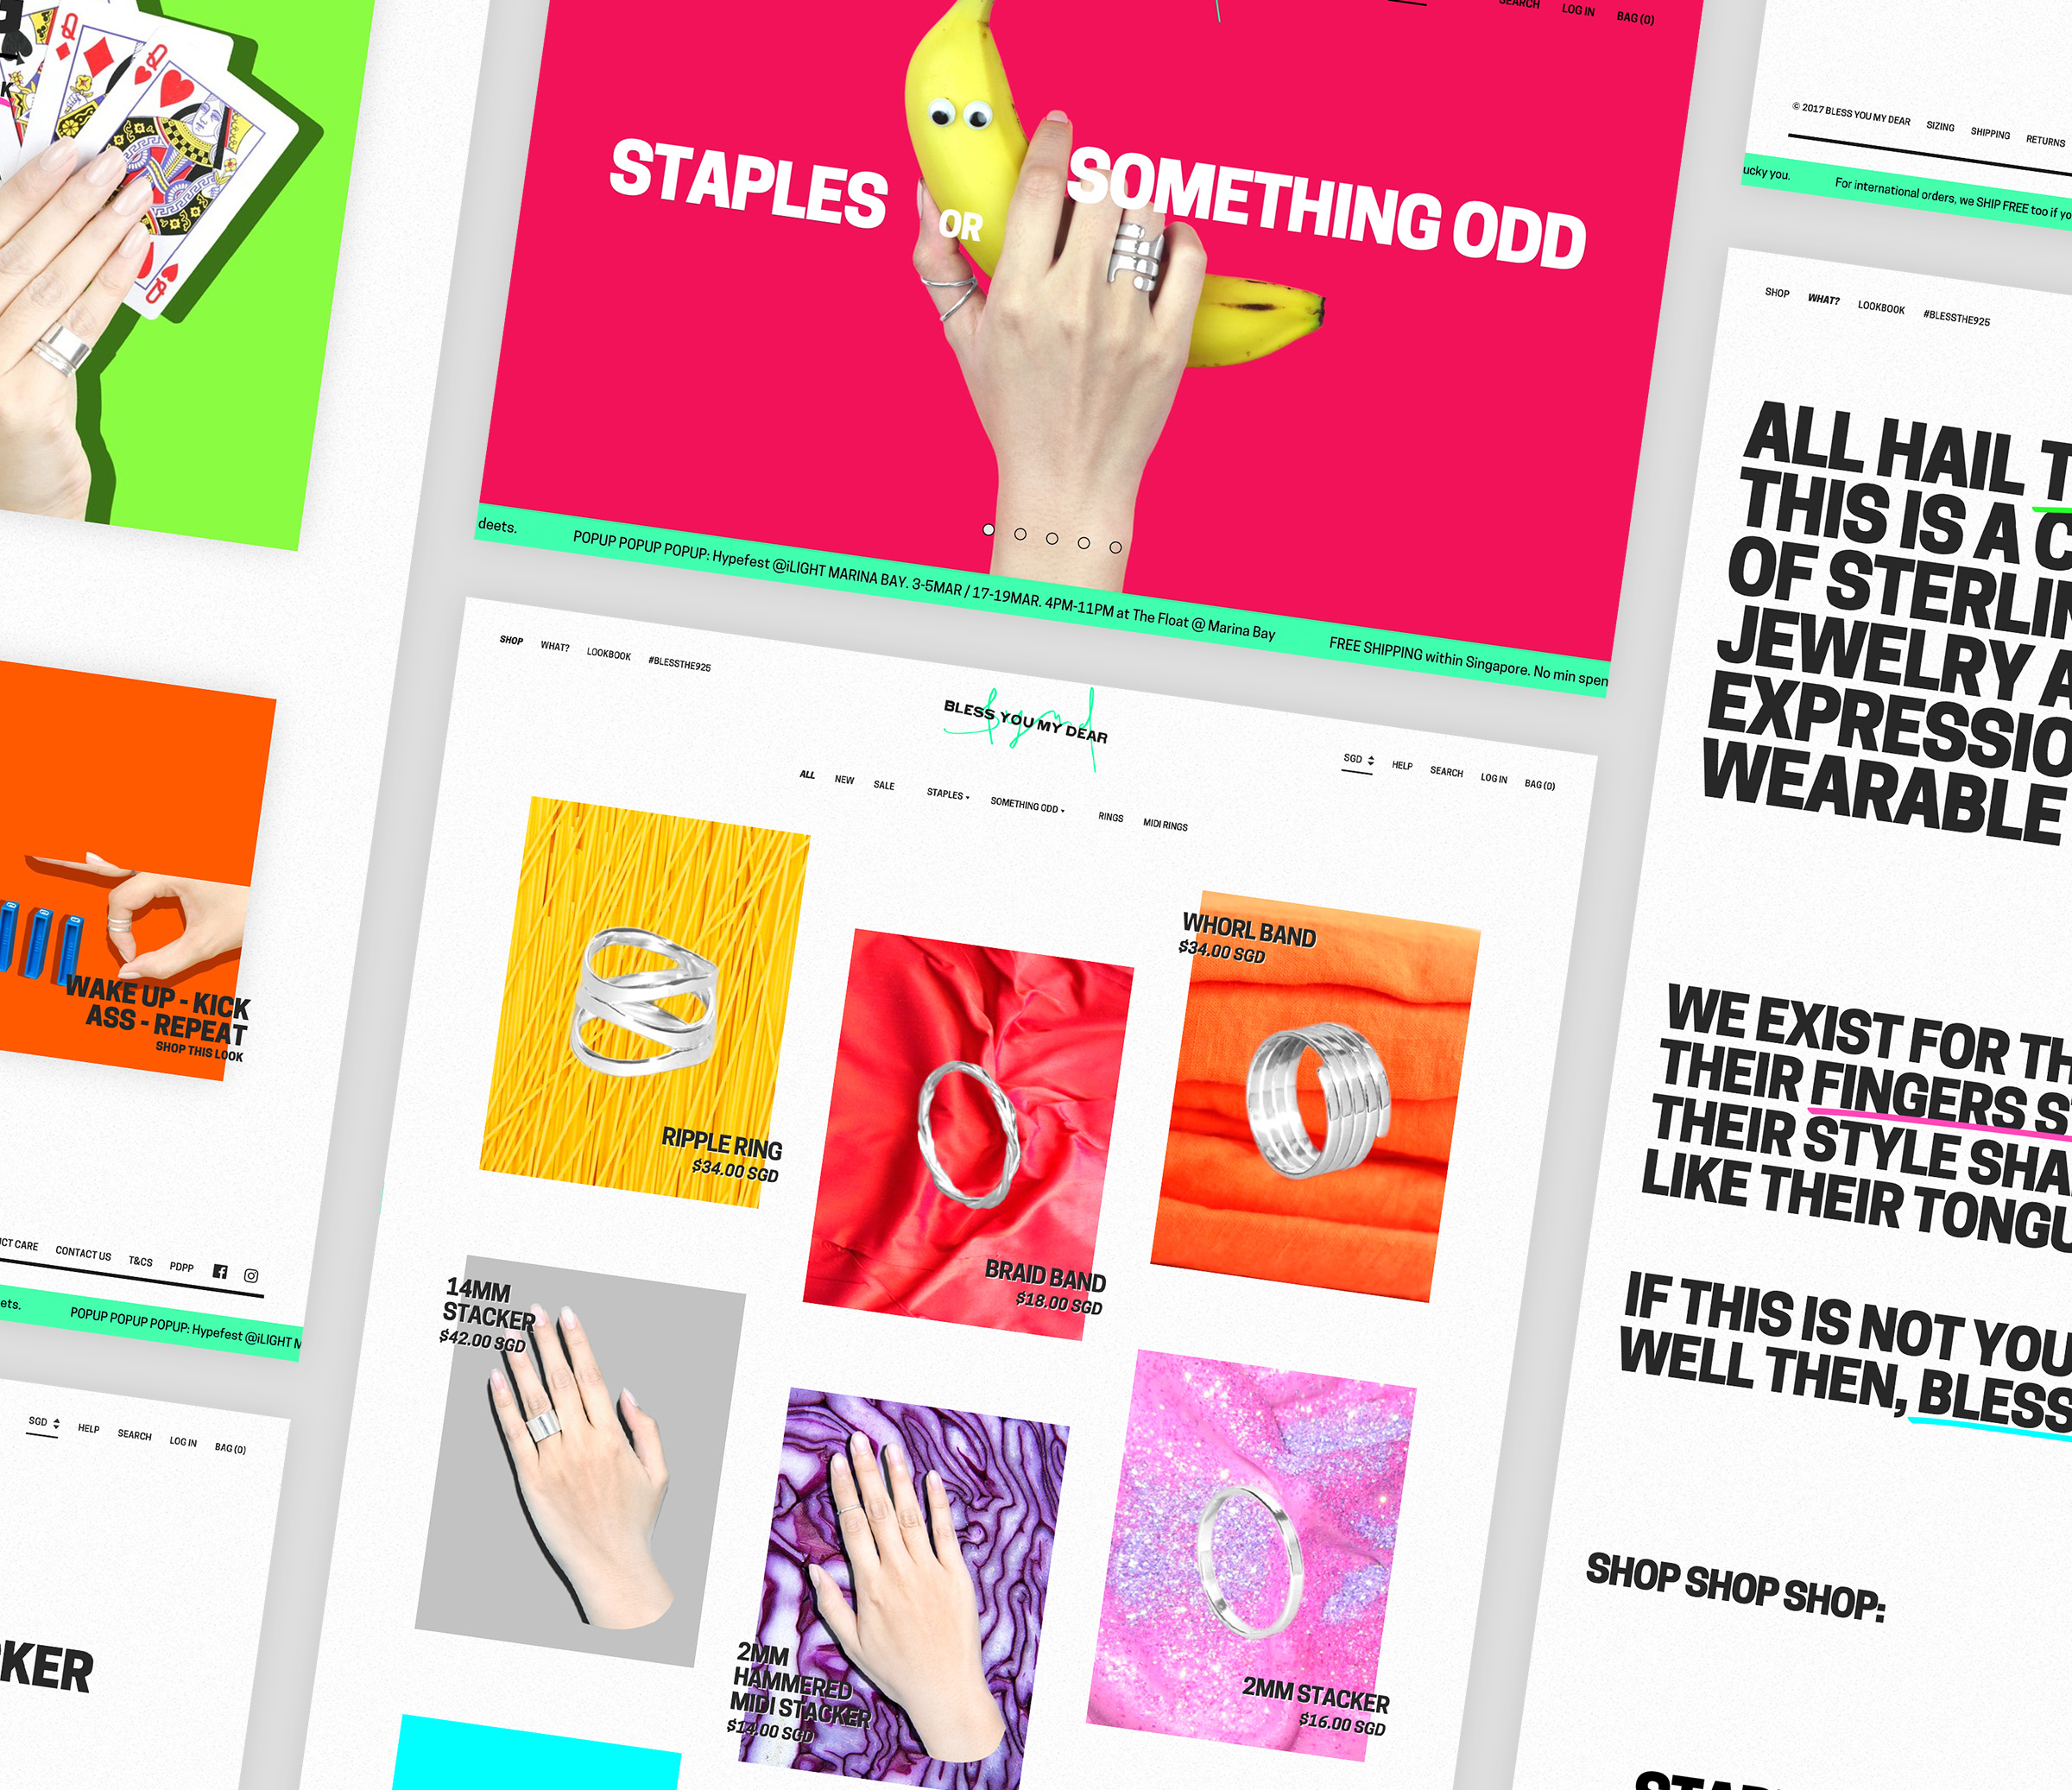 K
SEARCH LOG IN BAG (0)
STAPLES OR SOMETHING ODD
deets. POPUP POPUP POPUP: Hypefest @iLIGHT MARINA BAY. 3-5MAR / 17-19MAR. 4PM-11PM at The Float @ Marina Bay FREE SHIPPING within Singapore. No min spen
© 2017 BLESS YOU MY DEAR SIZING SHIPPING RETURNS
ucky you. For international orders, we SHIP FREE too if yo
WAKE UP - KICK
ASS - REPEAT
SHOP THIS LOOK
CT CARE CONTACT US T&CS PDPP
ets. POPUP POPUP POPUP: Hypefest @iLIGHT M
SGD HELP SEARCH LOG IN BAG (0)
KER
SHOP WHAT? LOOKBOOK #BLESSTHE925
bymd
BLESS YOU MY DEAR
SGD HELP SEARCH LOG IN BAG (0)
ALL NEW SALE STAPLES SOMETHING ODD RINGS MIDI RINGS
RIPPLE RING
$34.00 SGD
BRAID BAND
$18.00 SGD
WHORL BAND
$34.00 SGD
14MM
STACKER
$42.00 SGD
2MM
HAMMERED
MIDI STACKER
$14.00 SGD
2MM STACKER
$16.00 SGD
SHOP WHAT? LOOKBOOK #BLESSTHE925
ALL HAIL T
THIS IS A C
OF STERLIN
JEWELRY A
EXPRESSIO
WEARABLE
WE EXIST FOR TH
THEIR FINGERS ST
THEIR STYLE SHA
LIKE THEIR TONGU
IF THIS IS NOT YOU
WELL THEN, BLESS
SHOP SHOP SHOP: